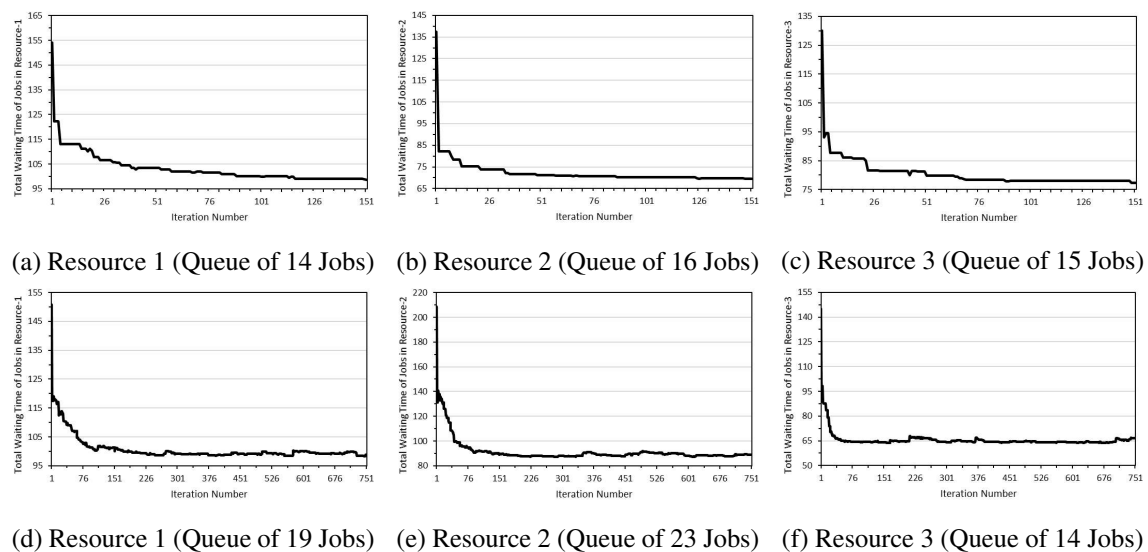 Total Waiting Time of Jobs in Resource-1
165
155
145
135
125
115
105
95
1 26 51 76 101 126 151
Iteration Number
Total Waiting Time of Jobs in Resource-2
145
135
125
115
105
95
85
75
65
1 26 51 76 101 126 151
Iteration Number
Total Waiting Time of Jobs in Resource-3
135
125
115
105
95
85
75
1 26 51 76 101 126 151
Iteration Number
(a) Resource 1 (Queue of 14 Jobs) (b) Resource 2 (Queue of 16 Jobs) (c) Resource 3 (Queue of 15 Jobs)
Total Waiting Time of Jobs in Resource-1
155
145
135
125
115
105
95
1 76 151 226 301 376 451 526 601 676 751
Iteration Number
Total Waiting Time of Jobs in Resource-2
220
200
180
160
140
120
100
80
1 76 151 226 301 376 451 526 601 676 751
Iteration Number
Total Waiting Time of Jobs in Resource-3
155
140
125
110
95
80
65
50
1 76 151 226 301 376 451 526 601 676 751
Iteration Number
(d) Resource 1 (Queue of 19 Jobs) (e) Resource 2 (Queue of 23 Jobs) (f) Resource 3 (Queue of 14 Jobs)